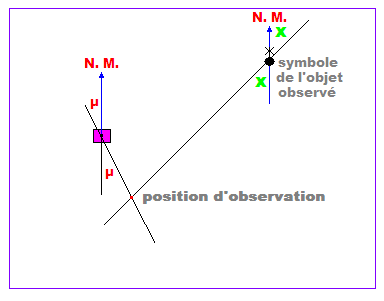 N. M.
X
symbole
de l'objet
observé
X
N. M.
μ
μ
position d'observation